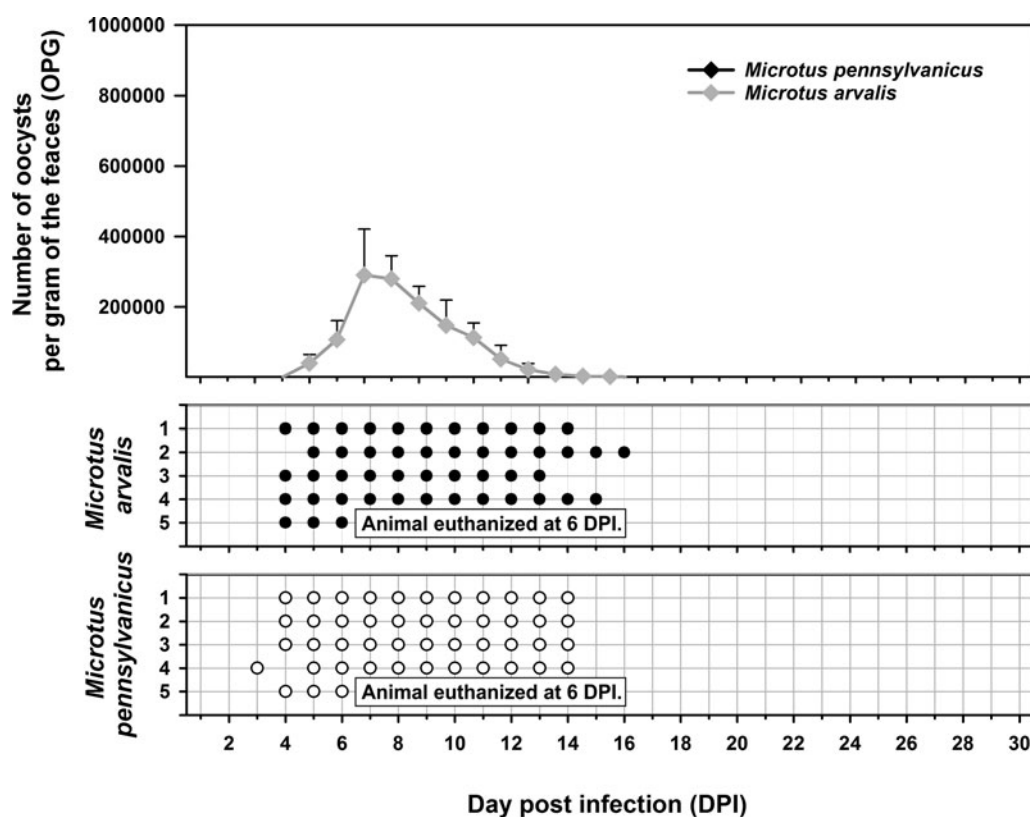 1000000
800000
600000
400000
200000
Number of oocysts
per gram of the feaces (OPG)
Microtus pennsylvanicus
Microtus arvalis
Microtus
arvalis
1
2
3
4
5
Animal euthanized at 6 DPI.
Microtus
pennsylvanicus
1
2
3
4
5
Animal euthanized at 6 DPI.
2 4 6 8 10 12 14 16 18 20 22 24 26 28 30
Day post infection (DPI)